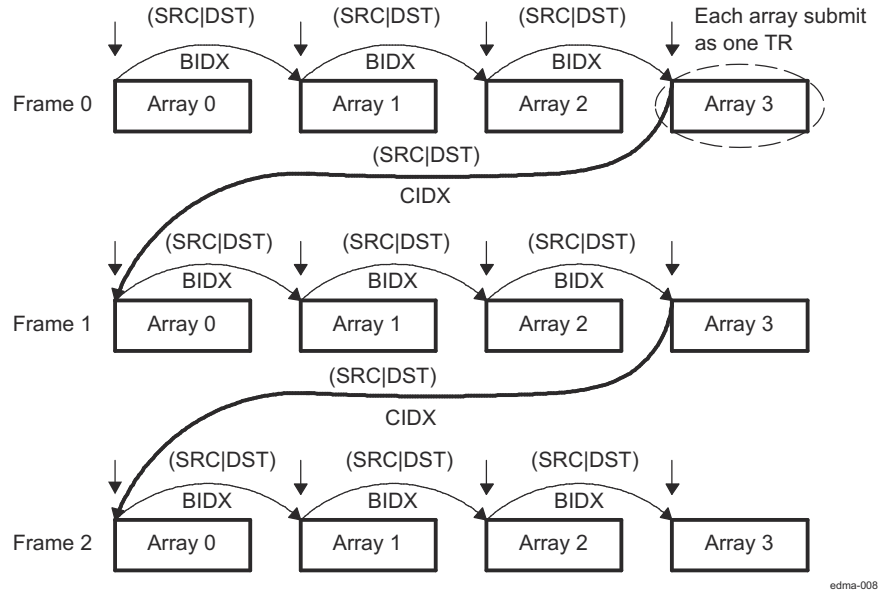 (SRC|DST) (SRC|DST) (SRC|DST) Each array submit
as one TR
BIDX BIDX BIDX
Frame 0 Array 0 Array 1 Array 2 Array 3
(SRC|DST)
CIDX
(SRC|DST) (SRC|DST) (SRC|DST)
BIDX BIDX BIDX
Frame 1 Array 0 Array 1 Array 2 Array 3
(SRC|DST)
CIDX
(SRC|DST) (SRC|DST) (SRC|DST)
BIDX BIDX BIDX
Frame 2 Array 0 Array 1 Array 2 Array 3
edma-008